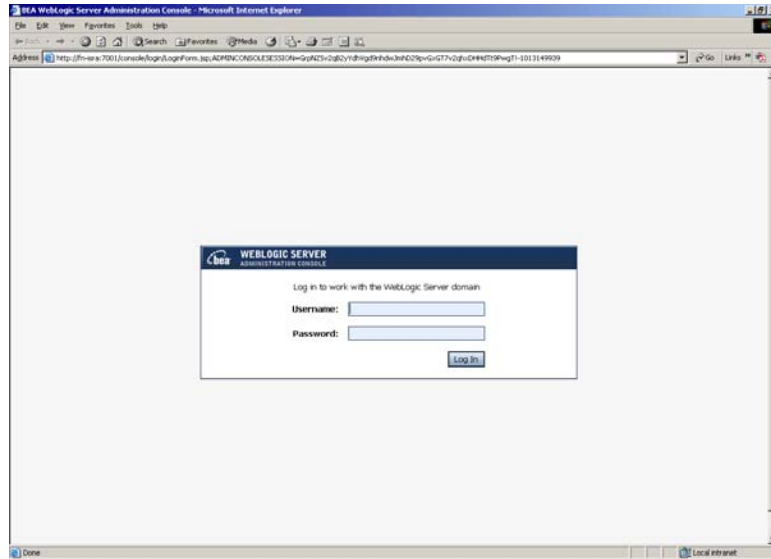 BEA WebLogic Server Administration Console - Microsoft Internet Explorer
File Edit View Favorites Tools Help
Back Search Favorites Media
Address Go Links
bea WEBLOGIC SERVER
ADMINISTRATION CONSOLE
Log in to work with the WebLogic Server domain
Username:
Password:
Log In
Done Local intranet